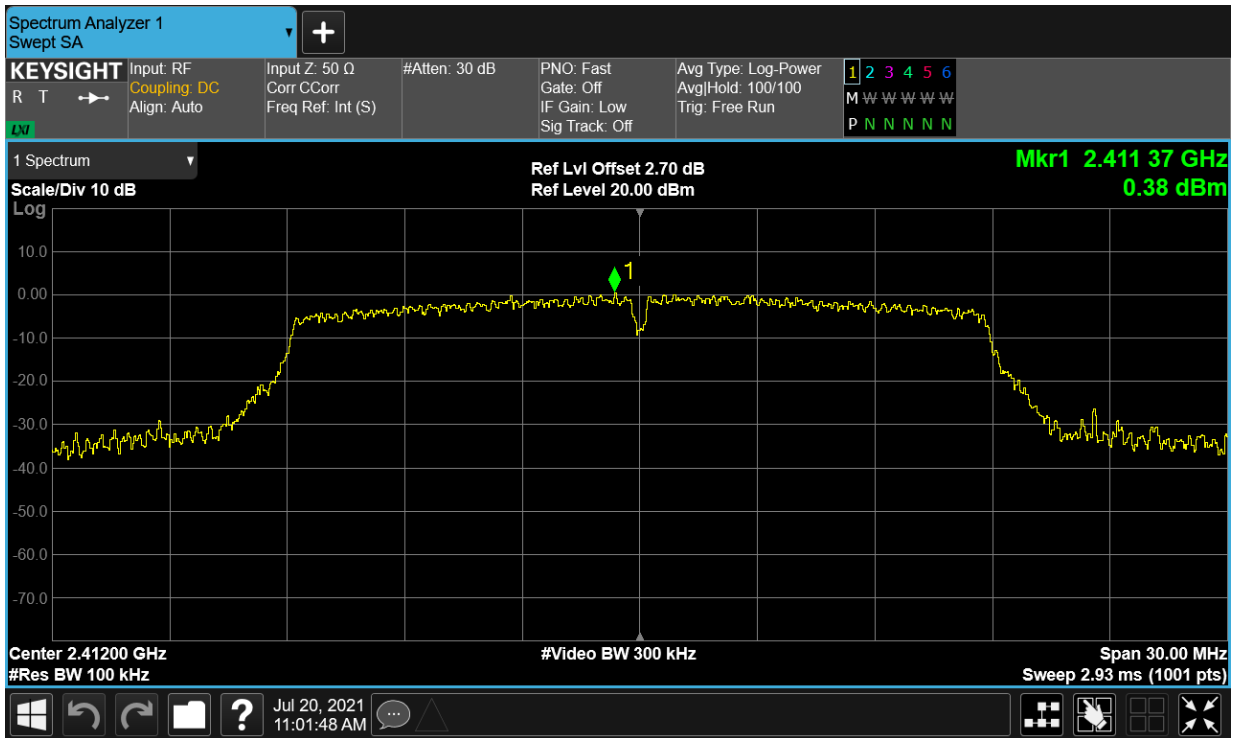 Spectrum Analyzer 1
Swept SA
+
KEYSIGHT
R T
LXI
Input: RF
Coupling: DC
Align: Auto
Input Z: 50 Ω
Corr CCorr
Freq Ref: Int (S)
#Atten: 30 dB
PNO: Fast
Gate: Off
IF Gain: Low
Sig Track: Off
Avg Type: Log-Power
Avg|Hold: 100/100
Trig: Free Run
1 2 3 4 5 6
M W W W W W
P N N N N N
1 Spectrum
Scale/Div 10 dB
Log
Ref Lvl Offset 2.70 dB
Ref Level 20.00 dBm
Mkr1 2.411 37 GHz
0.38 dBm
10.0
1
0.00
-10.0
-20.0
-30.0
-40.0
-50.0
-60.0
-70.0
Center 2.41200 GHz
#Res BW 100 kHz
#Video BW 300 kHz
Span 30.00 MHz
Sweep 2.93 ms (1001 pts)
?
Jul 20, 2021
11:01:48 AM